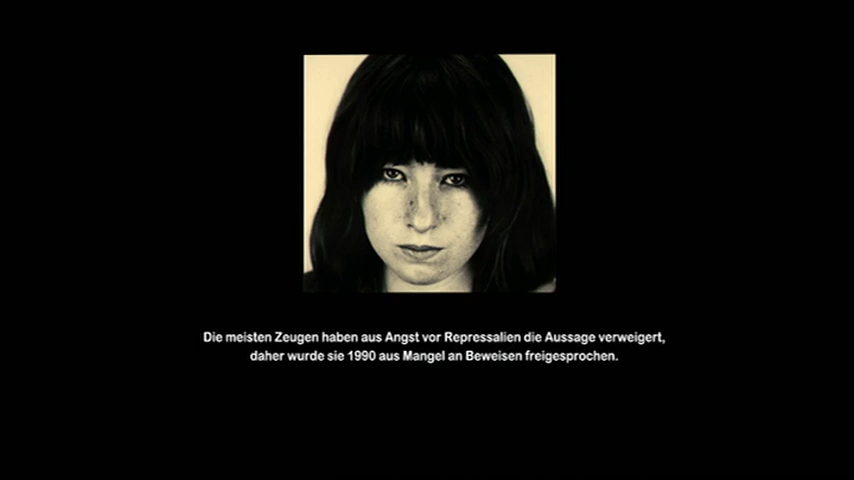 Die meisten Zeugen haben aus Angst vor Repressalien die Aussage verweigert,
daher wurde sie 1990 aus Mangel an Beweisen freigesprochen.